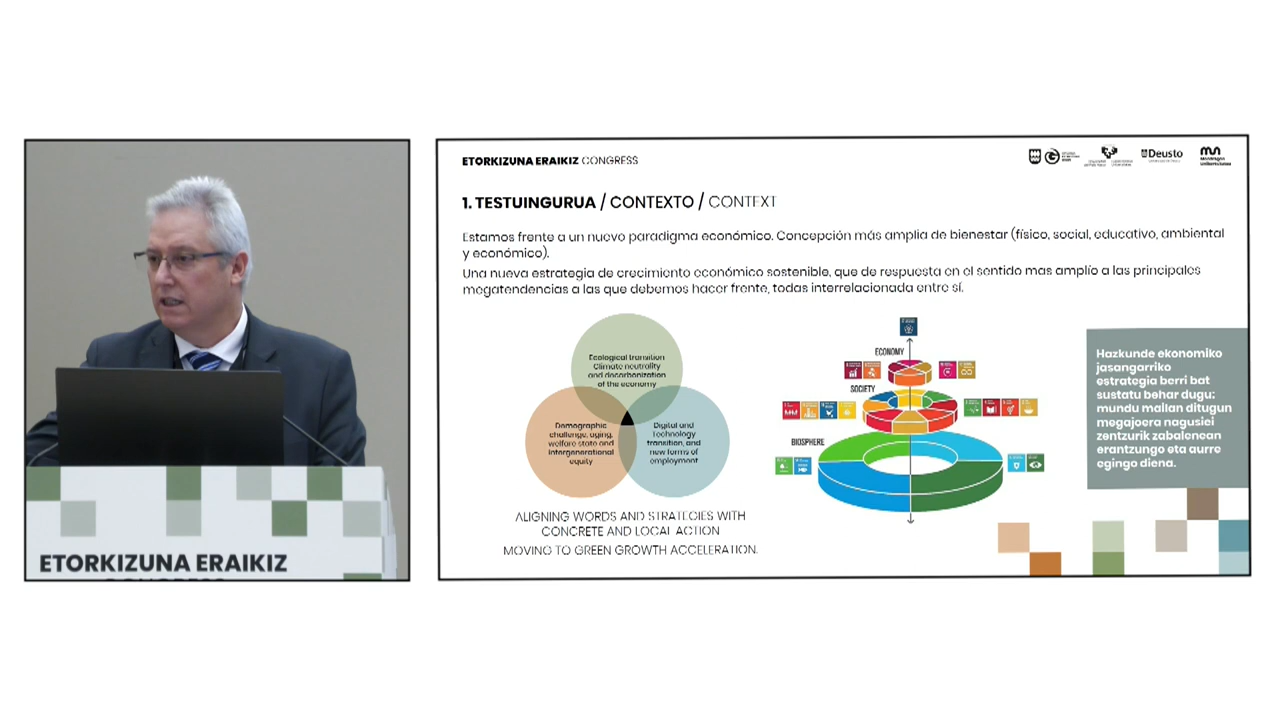 ETORKIZUNA ERAIKIZ
ETORKIZUNA ERAIKIZ CONGRESS
Deusto
1. TESTUINGURUA / CONTEXTO / CONTEXT
Estamos frente a un nuevo paradigma económico. Concepción más amplia de bienestar (físico, social, educativo, ambiental
y económico).
Una nueva estrategia de crecimiento económico sostenible, que de respuesta en el sentido mas amplío a las principales
megatendencias a las que debemos hacer frente, todas interrelacionada entre sí.
Ecological transition
Climate neutrality
and decarbonization
of the economy
Demographic
challenge, aging,
welfare state and
intergenerational
equity
Digital and
Technology
transition, and
new forms of
employment
ALIGNING WORDS AND STRATEGIES WITH
CONCRETE AND LOCAL ACTION
MOVING TO GREEN GROWTH ACCELERATION.
ECONOMY
SOCIETY
BIOSPHERE
Hazkunde ekonomiko
jasangarriko
estrategia berri bat
sustatu behar dugu:
mundu mailan ditugun
megajoera nagusiei
zentzurik zabalenean
erantzungo eta aurre
egingo diena.